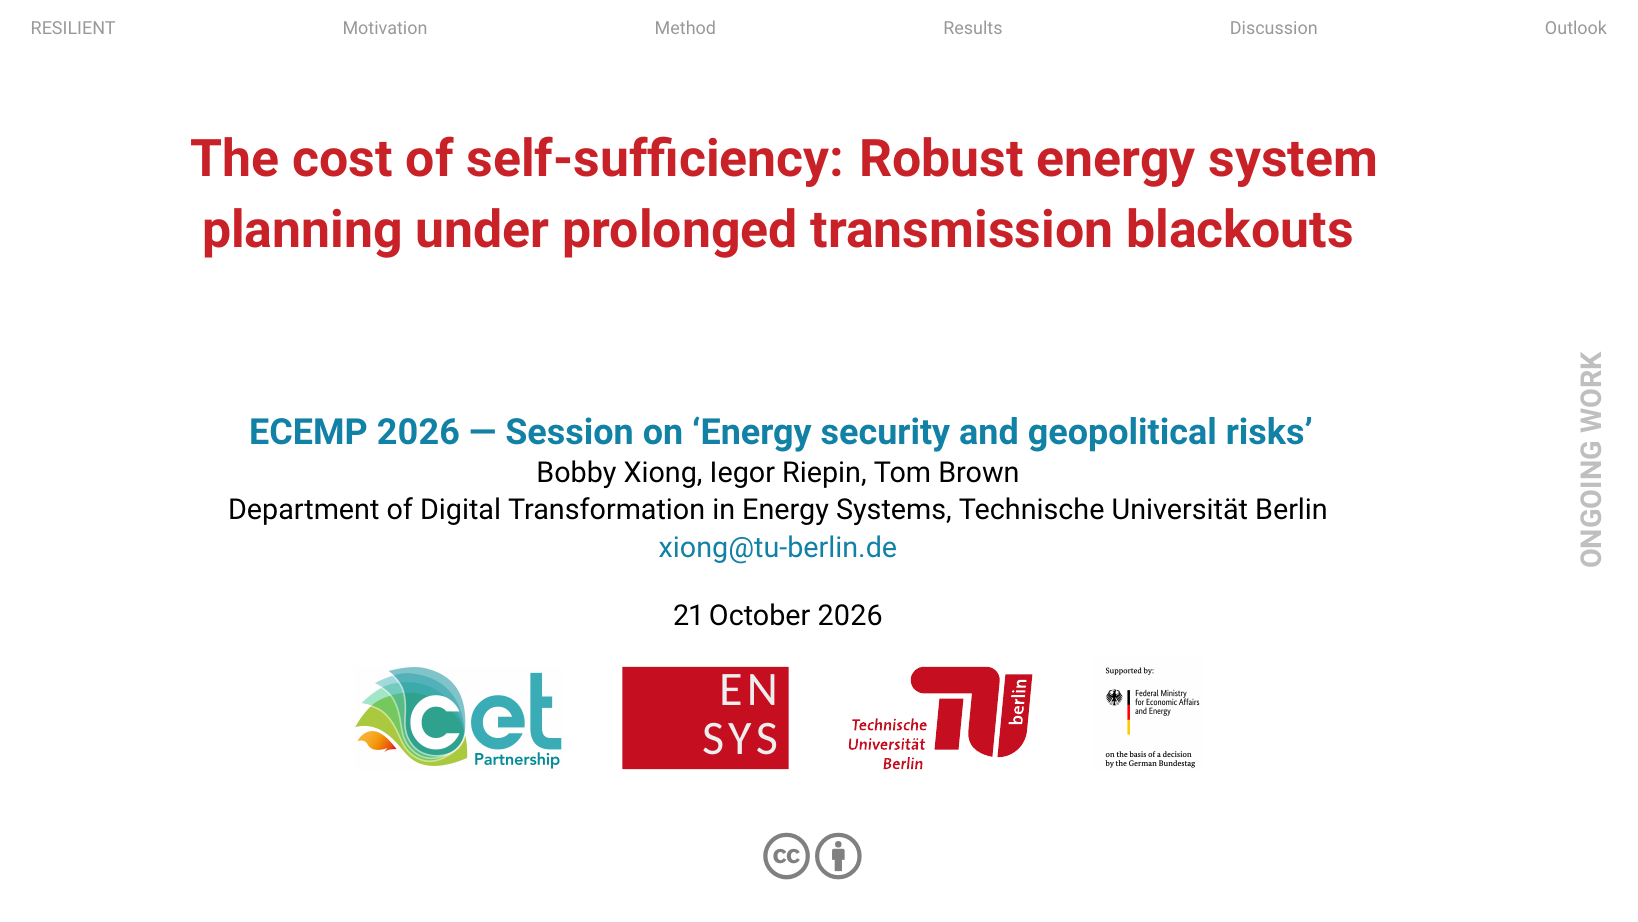 RESILIENT Motivation Method Results Discussion Outlook
The cost of self-sufficiency: Robust energy system
planning under prolonged transmission blackouts
ECEMP 2026 — Session on ‘Energy security and geopolitical risks’
Bobby Xiong, Iegor Riepin, Tom Brown
Department of Digital Transformation in Energy Systems, Technische Universität Berlin
xiong@tu-berlin.de
21 October 2026
ONGOING WORK
cet
Partnership
EN
SYS
Technische
Universität
Berlin
berlin
Supported by:
Federal Ministry
for Economic Affairs
and Energy
on the basis of a decision
by the German Bundestag
cc